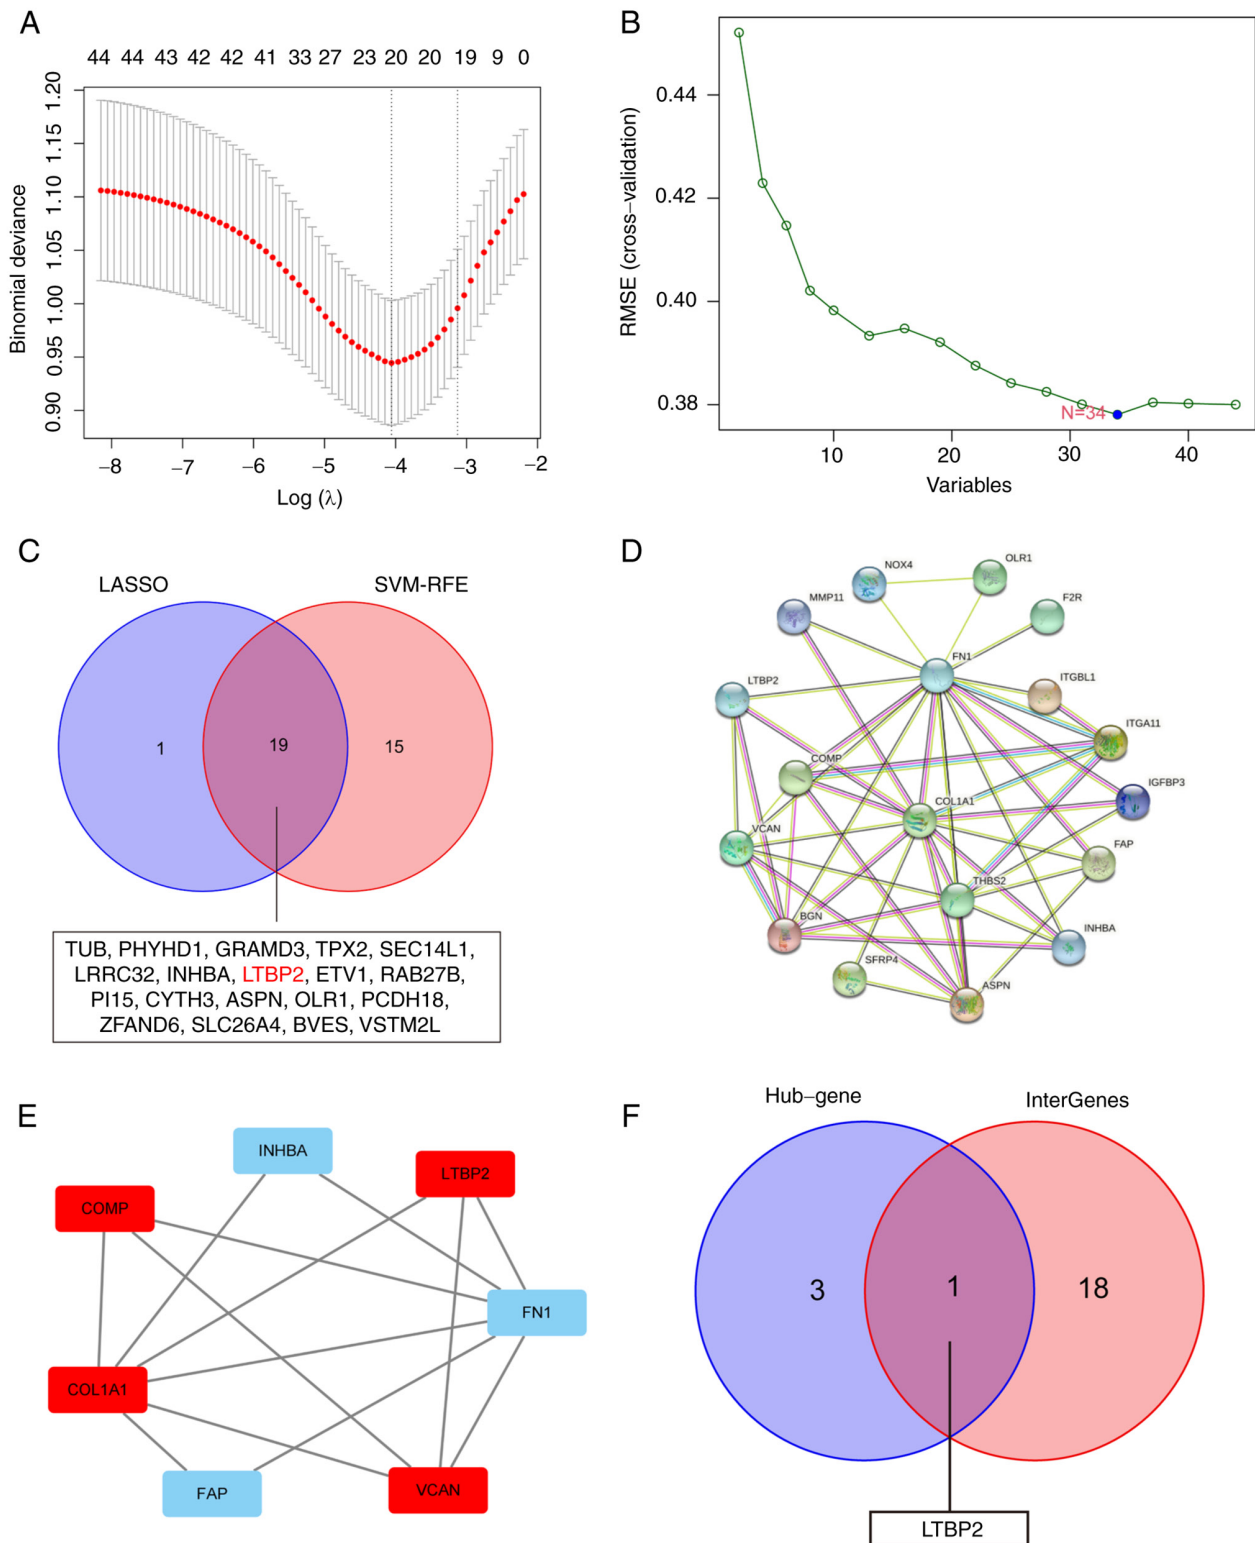 A
44 44 43 42 42 41 33 27 23 20 20 19 9 0
1.20
1.15
1.10
1.05
1.00
0.95
0.90
Binomial deviance
−8 −7 −6 −5 −4 −3 −2
Log (λ)
B
0.44
0.42
0.40
0.38
RMSE (cross−validation)
N=34
10 20 30 40
Variables
C
LASSO SVM-RFE
1 19 15
TUB, PHYHD1, GRAMD3, TPX2, SEC14L1,
LRRC32, INHBA, LTBP2, ETV1, RAB27B,
PI15, CYTH3, ASPN, OLR1, PCDH18,
ZFAND6, SLC26A4, BVES, VSTM2L
D
OLR1
NOX4
MMP11
F2R
FN1
LTBP2
ITGBL1
ITGA11
COMP
IGFBP3
COL1A1
VCAN
FAP
THBS2
BGN
INHBA
SFRP4
ASPN
E
INHBA
LTBP2
COMP
FN1
COL1A1
FAP
VCAN
F
Hub−gene InterGenes
3 1 18
LTBP2